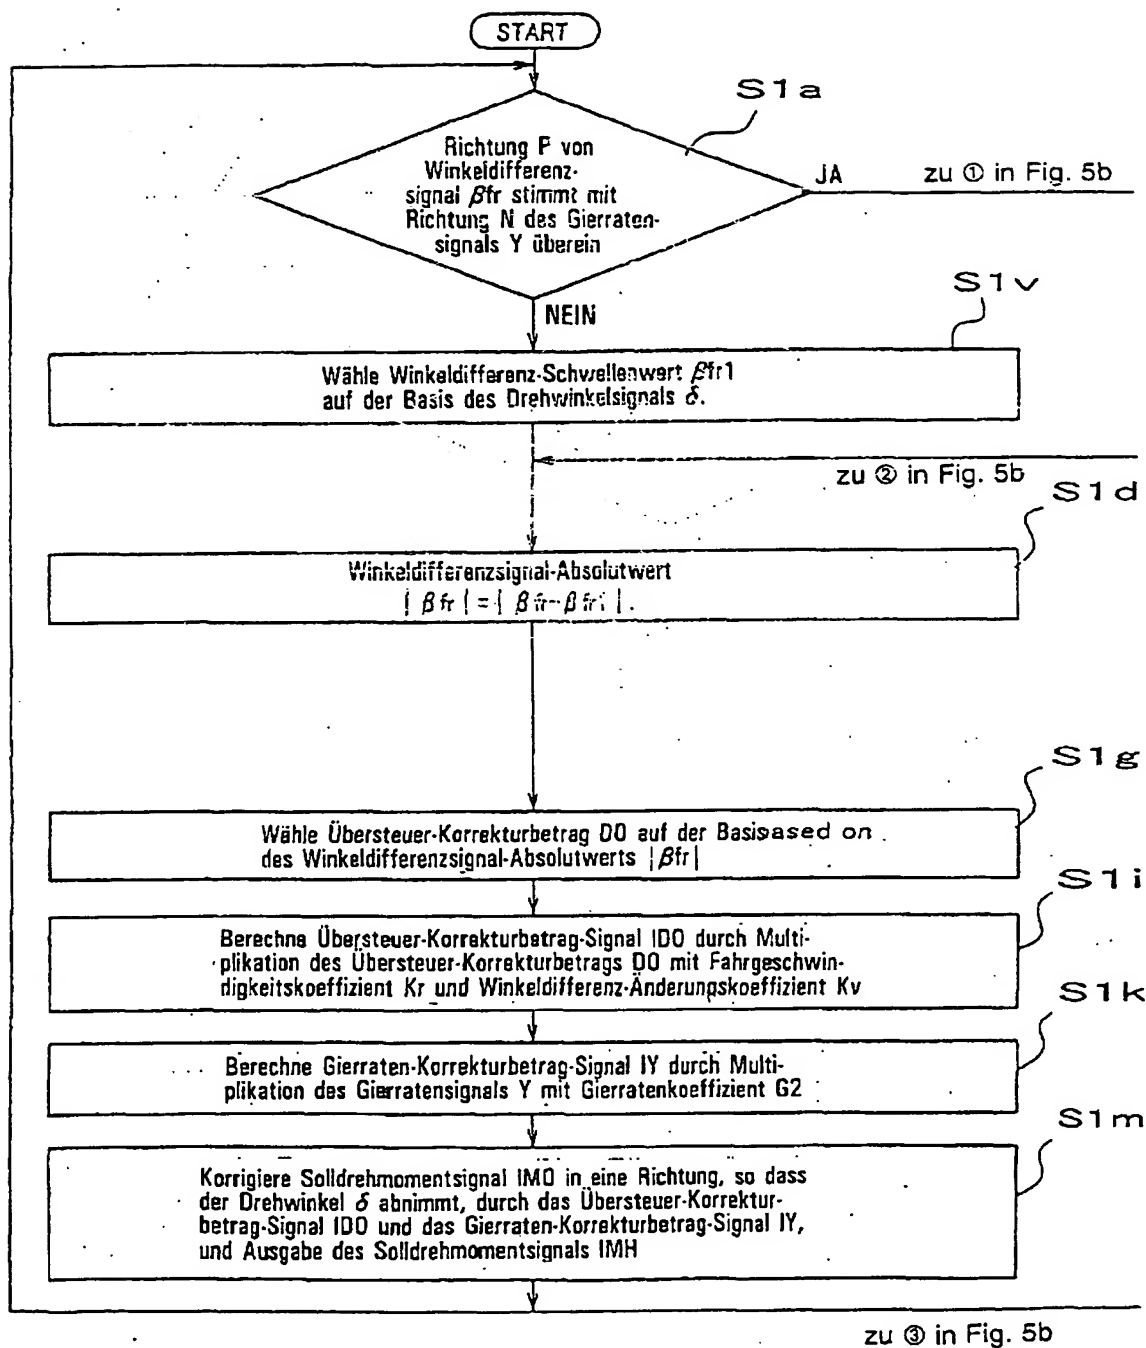 START
S1a
Richtung P von
Winkeldifferenz-
signal βfr stimmt mit
Richtung N des Gierraten-
signals Y überein
JA
zu ① in Fig. 5b
NEIN
S1v
Wähle Winkeldifferenz-Schwellenwert βfr1
auf der Basis des Drehwinkelsignals δ.
zu ② in Fig. 5b
S1d
Winkeldifferenzsignal-Absolutwert
| βfr | = | βfr-βfr1 | .
S1g
Wähle Übersteuer-Korrekturbetrag DO auf der Basisased on
des Winkeldifferenzsignal-Absolutwerts |βfr|
S1i
Berechne Übersteuer-Korrekturbetrag-Signal IDO durch Multi-
plikation des Übersteuer-Korrekturbetrags DO mit Fahrgeschwin-
digkeitskoeffizient Kr und Winkeldifferenz-Änderungskoeffizient Kv
S1k
Berechne Gierraten-Korrekturbetrag-Signal IY durch Multi-
plikation des Gierratensignals Y mit Gierratenkoeffizient G2
S1m
Korrigiere Solldrehmomentsignal IMO in eine Richtung, so dass
der Drehwinkel δ abnimmt, durch das Übersteuer-Korrektur-
betrag-Signal IDO und das Gierraten-Korrekturbetrag-Signal IY,
und Ausgabe des Solldrehmomentsignals IMH
zu ③ in Fig. 5b